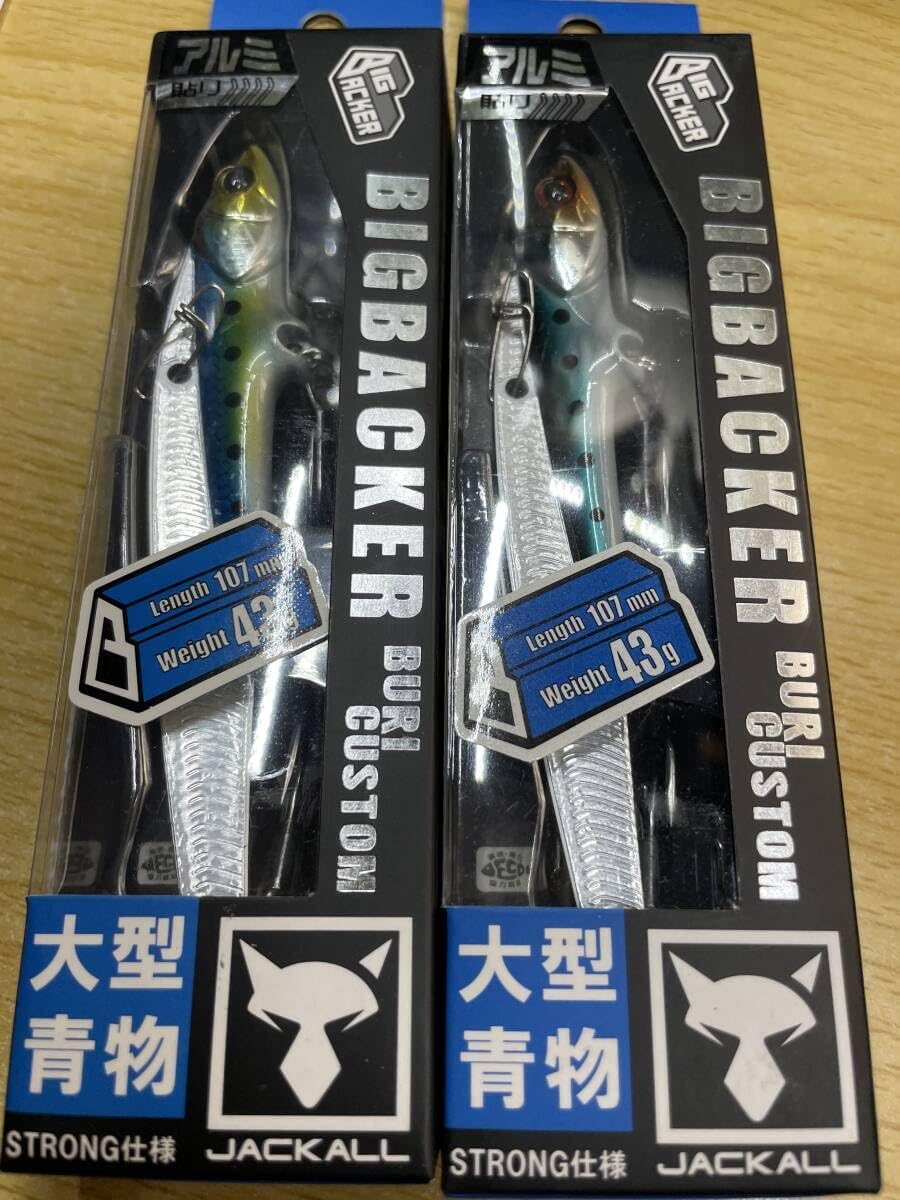 アルミ
貼り
BIG
BACKER
BIGBACKER
BURI
CUSTOM
Length 107 mm
Weight 43g
大型
青物
STRONG仕様
JACKALL
アルミ
貼り
BIG
BACKER
BIGBACKER
BURI
CUSTOM
Length 107 mm
Weight 43g
大型
青物
STRONG仕様
JACKALL